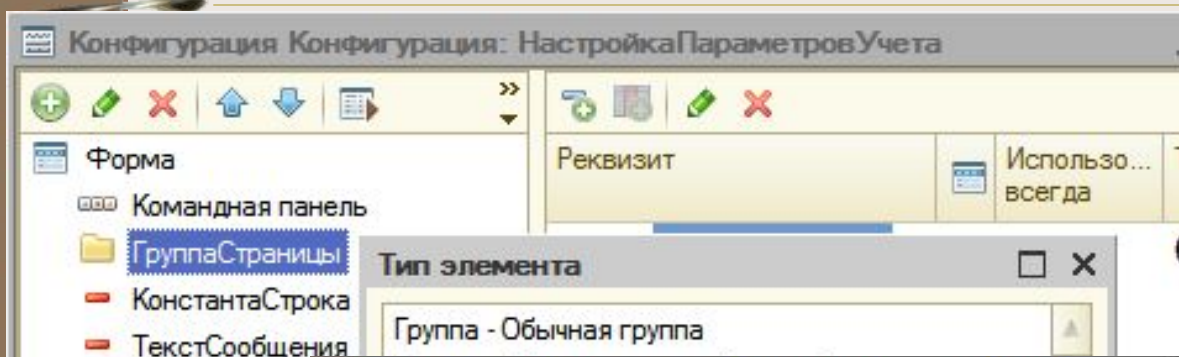 Конфигурация Конфигурация: НастройкаПараметровУчета
Форма
Командная панель
ГруппаСтраницы
КонстантаСтрока
ТекстСообщения
Реквизит
Использо...
всегда
Тип элемента
Группа - Обычная группа